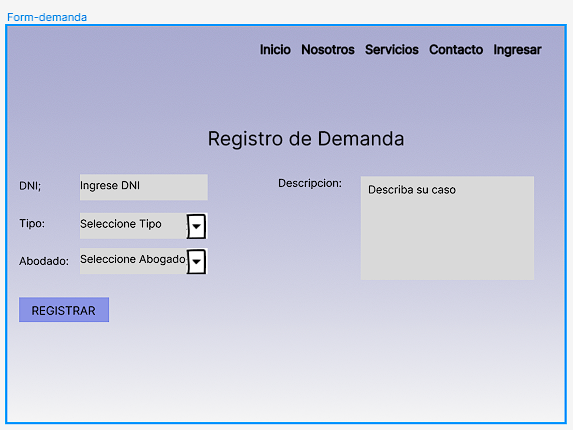 Form-demanda
Inicio Nosotros Servicios Contacto Ingresar
Registro de Demanda
DNI; Ingrese DNI
Tipo: Seleccione Tipo
Abodado: Seleccione Abogado
Descripcion: Describa su caso
REGISTRAR